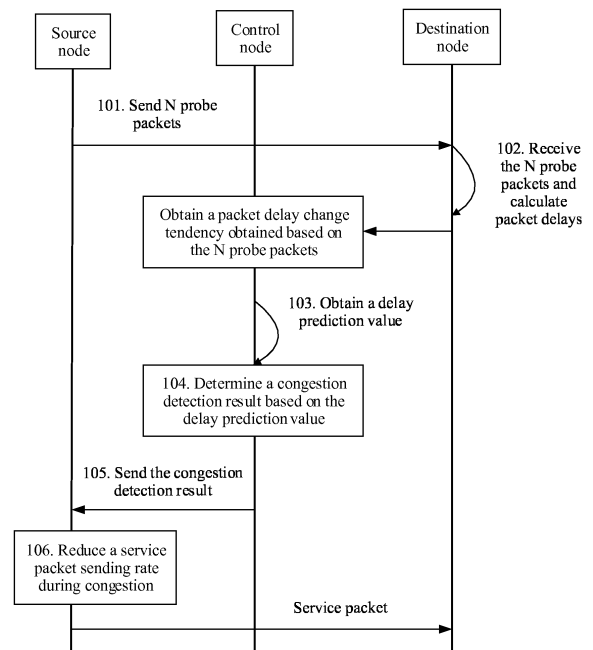 Source
node
Control
node
Destination
node
101. Send N probe
packets
102. Receive
the N probe
packets and
calculate
packet delays
Obtain a packet delay change
tendency obtained based on
the N probe packets
103. Obtain a delay
prediction value
104. Determine a congestion
detection result based on the
delay prediction value
105. Send the congestion
detection result
106. Reduce a service
packet sending rate
during congestion
Service packet